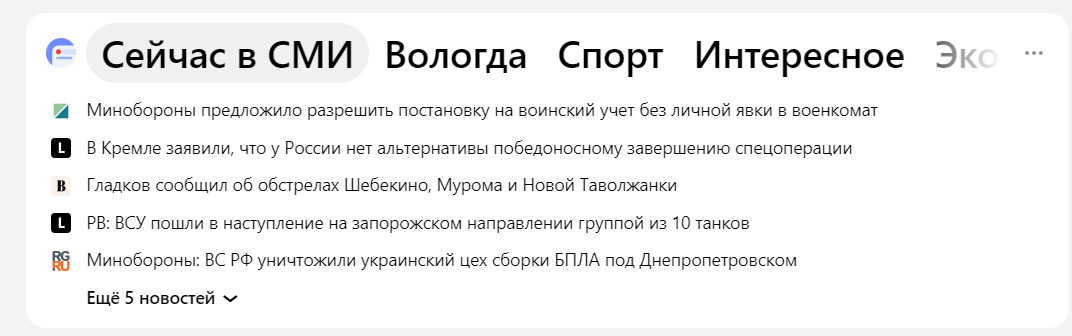 Сейчас в СМИ Вологда Спорт Интересное Эко ...
Минобороны предложило разрешить постановку на воинский учет без личной явки в военкомат
L В Кремле заявили, что у России нет альтернативы победоносному завершению спецоперации
В Гладков сообщил об обстрелах Шебекино, Мурома и Новой Таволжанки
L РВ: ВСУ пошли в наступление на запорожском направлении группой из 10 танков
RG RU Минобороны: ВС РФ уничтожили украинский цех сборки БПЛА под Днепропетровском
Ещё 5 новостей